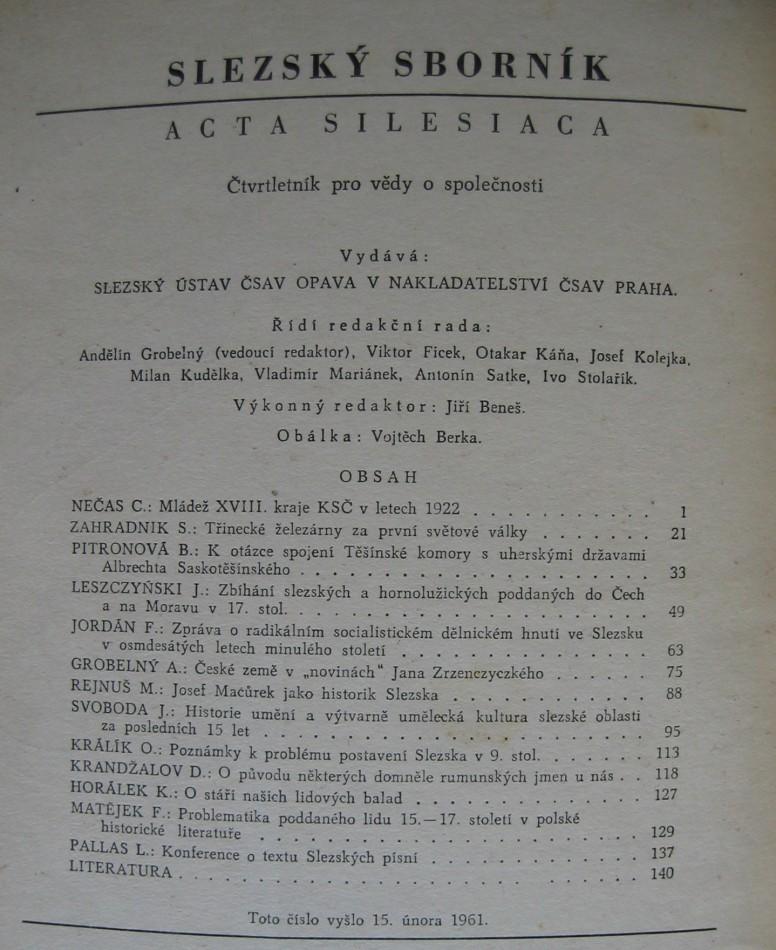 SLEZSKÝ SBORNÍK
ACTA SILESIACA
Čtvrtletník pro vědy o společnosti
Vydává:
SLEZSKÝ ÚSTAV ČSAV OPAVA V NAKLADATELSTVÍ ČSAV PRAHA.
Řídí redakční rada:
Andělín Grobelný (vedoucí redaktor), Viktor Ficek, Otakar Káňa, Josef Kolejka,
Milan Kudělka, Vladimír Mariánek, Antonín Satke, Ivo Stolařík.
Výkonný redaktor: Jiří Beneš.
Obálka: Vojtěch Berka.
OBSAH
NEČAS C.: Mládež XVIII. kraje KSČ v letech 1922 . . . . . . . . . . 1
ZAHRADNIK S.: Třinecké železárny za první světové války . . . . . . . 21
PITRONOVÁ B.: K otázce spojení Těšínské komory s uherskými državami
Albrechta Saskotěšínského . . . . . . . . . . . . . . . . . . . . 33
LESZCZYŃSKI J.: Zbíhání slezských a hornolužických poddaných do Čech
a na Moravu v 17. stol. . . . . . . . . . . . . . . . . . . . . 49
JORDÁN F.: Zpráva o radikálním socialistickém dělnickém hnutí ve Slezsku
v osmdesátých letech minulého století . . . . . . . . . . . . . . 63
GROBELNÝ A.: České země v „novinách" Jana Zrzenczyckého . . . . . . 75
REJNUŠ M.: Josef Macůrek jako historik Slezska . . . . . . . . . . . 88
SVOBODA J.: Historie umění a výtvarně umělecká kultura slezské oblasti
za posledních 15 let . . . . . . . . . . . . . . . . . . . . . . 95
KRÁLÍK O.: Poznámky k problému postavení Slezska v 9. stol. . . . . . 113
KRANDŽALOV D.: O původu některých domněle rumunských jmen u nás . . 118
HORÁLEK K.: O stáří našich lidových balad . . . . . . . . . . . . . 127
MATĚJEK F.: Problematika poddaného lidu 15.—17. století v polské
historické literatuře . . . . . . . . . . . . . . . . . . . . . . 129
PALLAS L.: Konference o textu Slezských písní . . . . . . . . . . . . 137
LITERATURA . . . . . . . . . . . . . . . . . . . . . . . . . . 140
Toto číslo vyšlo 15. února 1961.